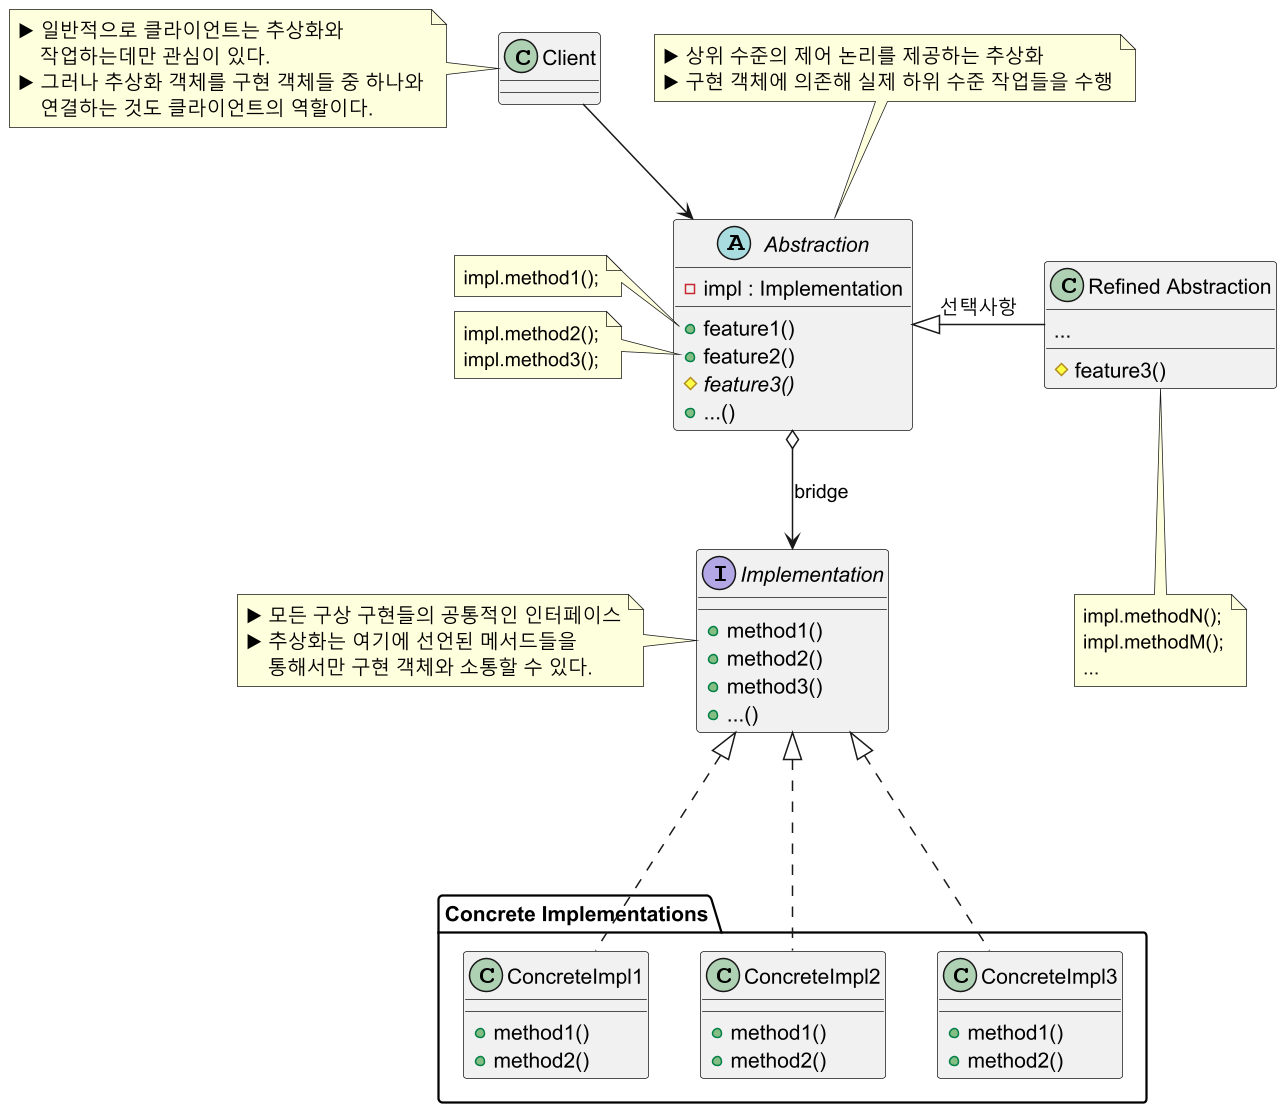 ▶ 일반적으로 클라이언트는 추상화와
작업하는데만 관심이 있다.
▶ 그러나 추상화 객체를 구현 객체들 중 하나와
연결하는 것도 클라이언트의 역할이다.
C Client
▶ 상위 수준의 제어 논리를 제공하는 추상화
▶ 구현 객체에 의존해 실제 하위 수준 작업들을 수행
A Abstraction
impl : Implementation
feature1()
feature2()
feature3()
...()
impl.method1();
impl.method2();
impl.method3();
선택사항
C Refined Abstraction
...
feature3()
bridge
impl.methodN();
impl.methodM();
...
I Implementation
method1()
method2()
method3()
...()
▶ 모든 구상 구현들의 공통적인 인터페이스
▶ 추상화는 여기에 선언된 메서드들을
통해서만 구현 객체와 소통할 수 있다.
Concrete Implementations
C ConcreteImpl1
method1()
method2()
C ConcreteImpl2
method1()
method2()
C ConcreteImpl3
method1()
method2()